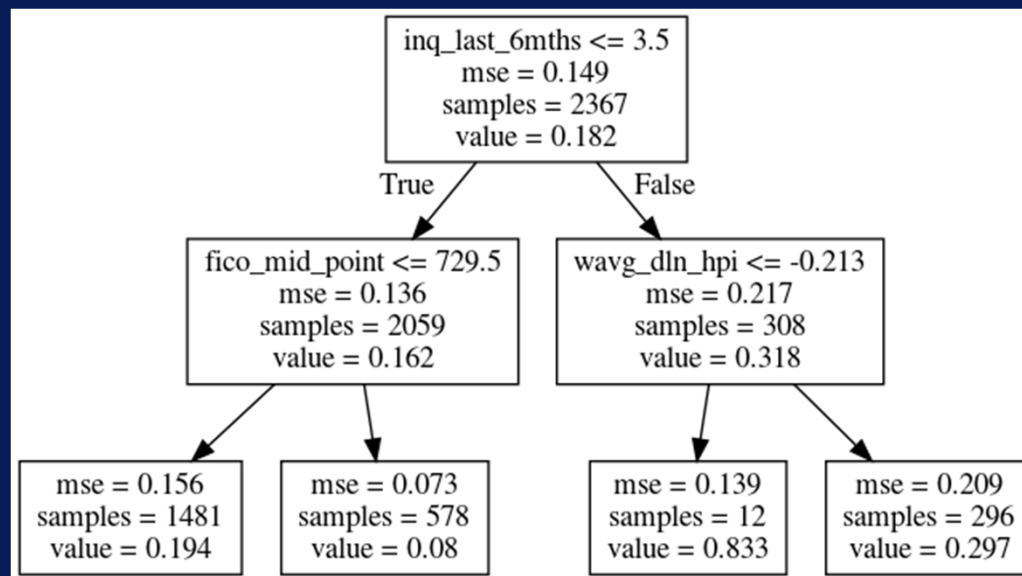 inq_last_6mths <= 3.5
mse = 0.149
samples = 2367
value = 0.182
True
False
fico_mid_point <= 729.5
mse = 0.136
samples = 2059
value = 0.162
wavg_dln_hpi <= -0.213
mse = 0.217
samples = 308
value = 0.318
mse = 0.156
samples = 1481
value = 0.194
mse = 0.073
samples = 578
value = 0.08
mse = 0.139
samples = 12
value = 0.833
mse = 0.209
samples = 296
value = 0.297